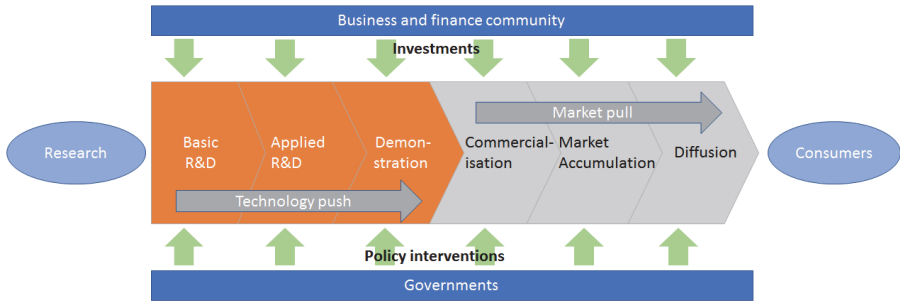 Business and finance community
Investments
Market pull
Research
Basic
R&D
Applied
R&D
Demon-
stration
Commercial-
isation
Market
Accumulation
Diffusion
Consumers
Technology push
Policy interventions
Governments